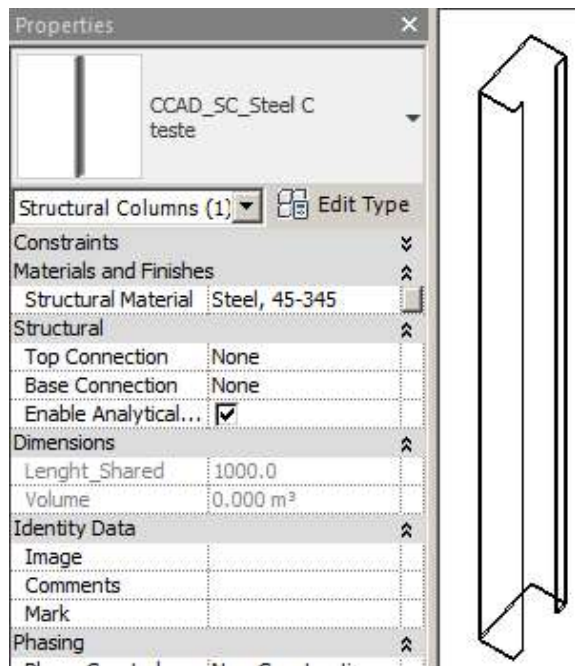 Properties
CCAD_SC_Steel C
teste
Structural Columns (1)
Edit Type
Constraints
Materials and Finishes
Structural Material Steel, 45-345
Structural
Top Connection None
Base Connection None
Enable Analytical...
Dimensions
Lenght_Shared 1000.0
Volume 0.000 m³
Identity Data
Image
Comments
Mark
Phasing